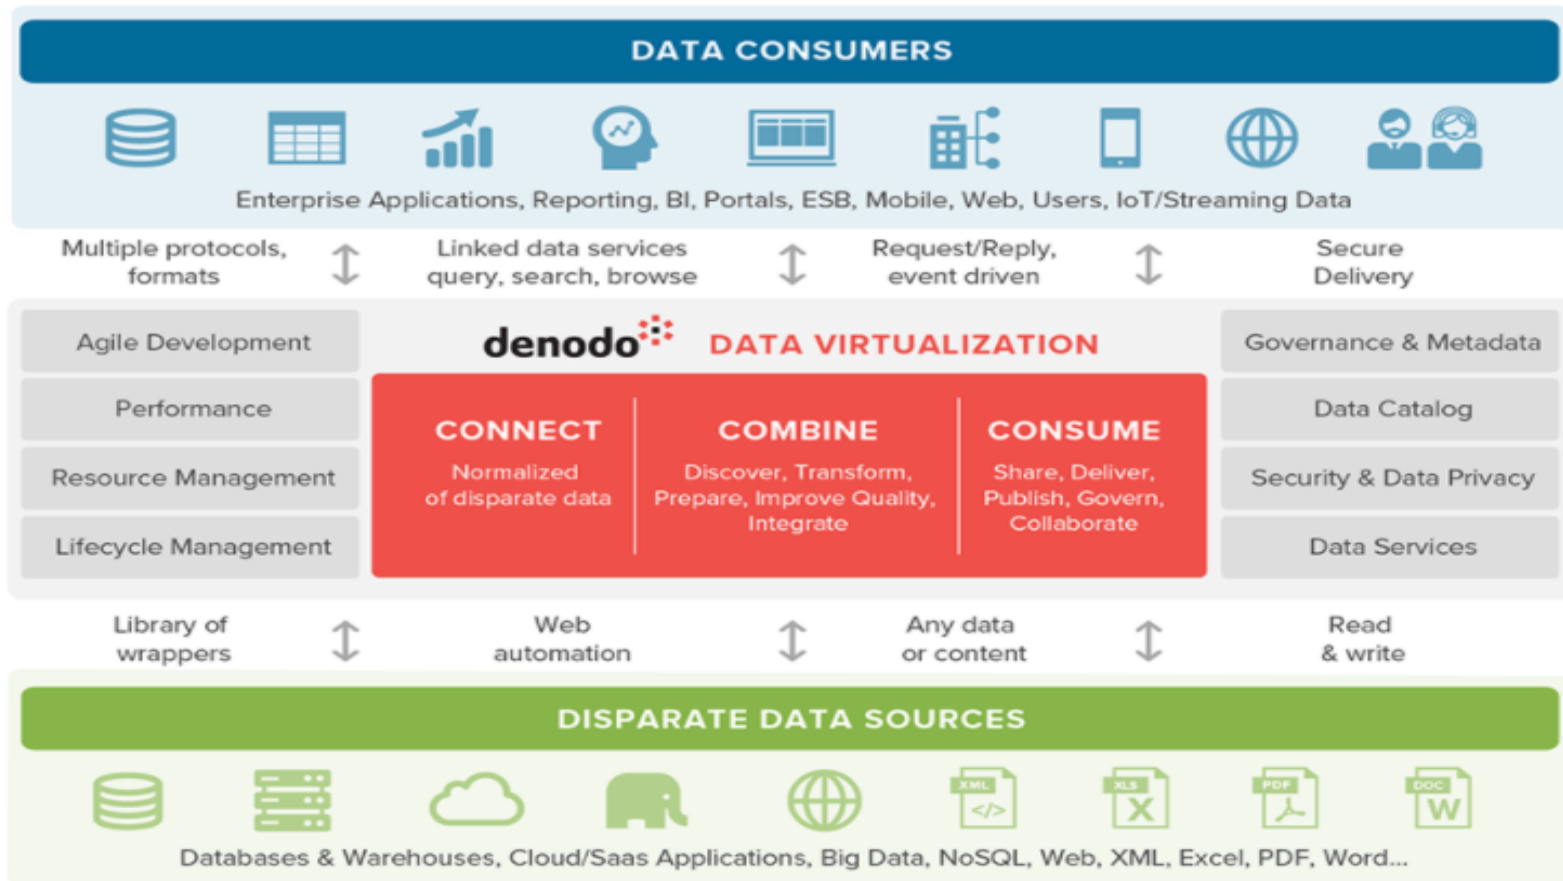 DATA CONSUMERS
Enterprise Applications, Reporting, BI, Portals, ESB, Mobile, Web, Users, IoT/Streaming Data
Multiple protocols,
formats
Linked data services
query, search, browse
Request/Reply,
event driven
Secure
Delivery
Agile Development
Performance
Resource Management
Lifecycle Management
denodo DATA VIRTUALIZATION
CONNECT
Normalized
of disparate data
COMBINE
Discover, Transform,
Prepare, Improve Quality,
Integrate
CONSUME
Share, Deliver,
Publish, Govern,
Collaborate
Governance & Metadata
Data Catalog
Security & Data Privacy
Data Services
Library of
wrappers
Web
automation
Any data
or content
Read
& write
DISPARATE DATA SOURCES
XML
</>
XLS
X
PDF
DOC
W
Databases & Warehouses, Cloud/Saas Applications, Big Data, NoSQL, Web, XML, Excel, PDF, Word...